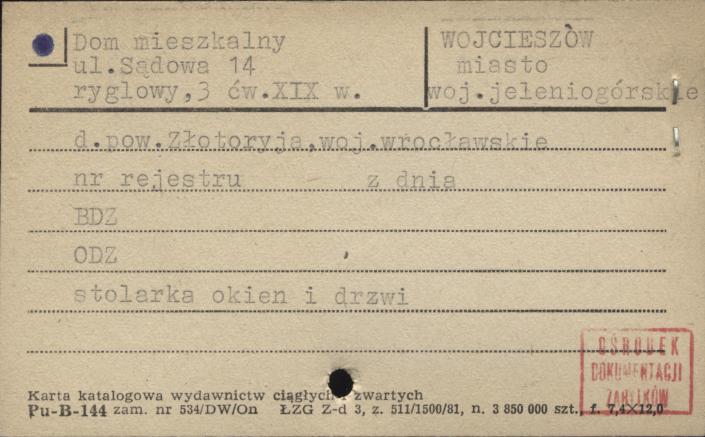 Dom mieszkalny
ul.Sądowa 14
ryglowy,3 ćw.XIX w.
WOJCIESZÒW
miasto
woj.jeleniogórskie
d.pow.Złotoryja,woj.wrocławskie
nr rejestru z dnia
BDZ
ODZ
stolarka okien i drzwi
OŚRODEK
DOKUMENTACJI
ZABYTKÓW
Karta katalogowa wydawnictw ciągłych i zwartych
Pu-B-144 zam. nr 534/DW/On ŁZG Z-d 3, z. 511/1500/81, n. 3 850 000 szt., f. 7,4×12,0